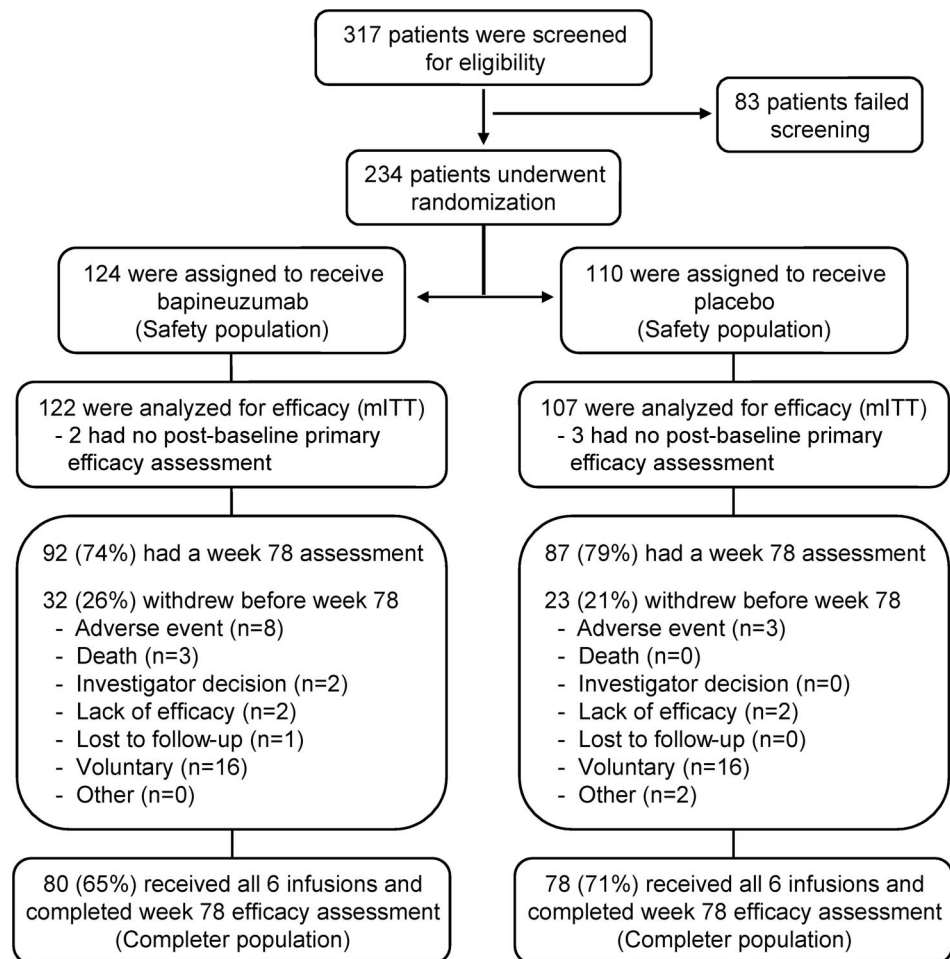 317 patients were screened
for eligibility
83 patients failed
screening
234 patients underwent
randomization
124 were assigned to receive
bapineuzumab
(Safety population)
110 were assigned to receive
placebo
(Safety population)
122 were analyzed for efficacy (mITT)
- 2 had no post-baseline primary
efficacy assessment
107 were analyzed for efficacy (mITT)
- 3 had no post-baseline primary
efficacy assessment
92 (74%) had a week 78 assessment
32 (26%) withdrew before week 78
- Adverse event (n=8)
- Death (n=3)
- Investigator decision (n=2)
- Lack of efficacy (n=2)
- Lost to follow-up (n=1)
- Voluntary (n=16)
- Other (n=0)
87 (79%) had a week 78 assessment
23 (21%) withdrew before week 78
- Adverse event (n=3)
- Death (n=0)
- Investigator decision (n=0)
- Lack of efficacy (n=2)
- Lost to follow-up (n=0)
- Voluntary (n=16)
- Other (n=2)
80 (65%) received all 6 infusions and
completed week 78 efficacy assessment
(Completer population)
78 (71%) received all 6 infusions and
completed week 78 efficacy assessment
(Completer population)